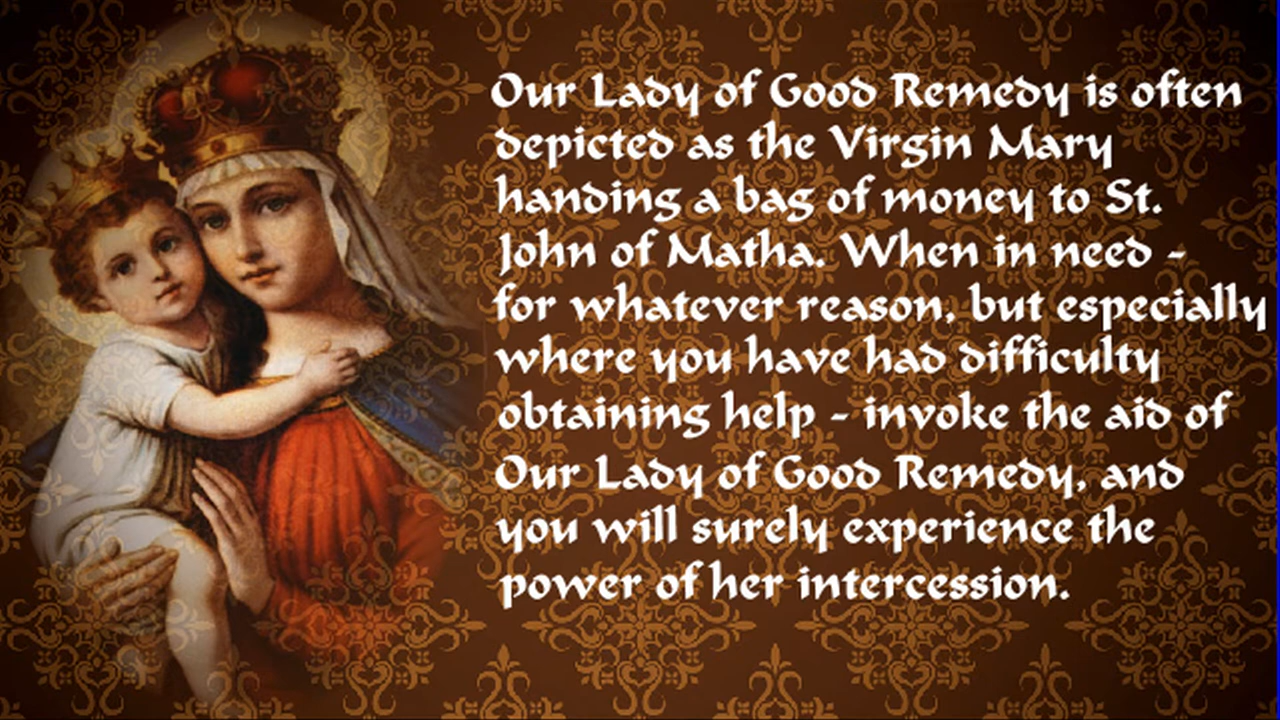 Our Lady of Good Remedy is often
depicted as the Virgin Mary
handing a bag of money to St.
John of Matha. When in need -
for whatever reason, but especially
where you have had difficulty
obtaining help - invoke the aid of
Our Lady of Good Remedy, and
you will surely experience the
power of her intercession.